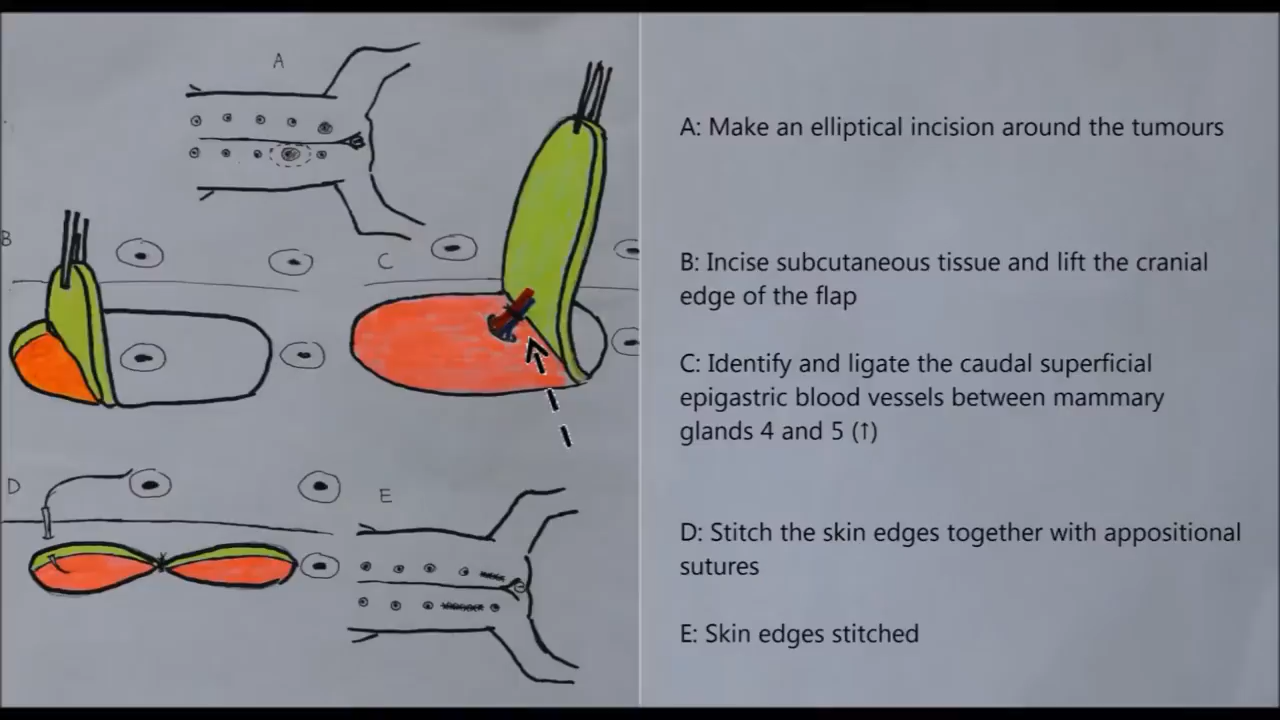 A
A: Make an elliptical incision around the tumours
B
C
B: Incise subcutaneous tissue and lift the cranial
edge of the flap
C: Identify and ligate the caudal superficial
epigastric blood vessels between mammary
glands 4 and 5 (↑)
D
E
D: Stitch the skin edges together with appositional
sutures
E: Skin edges stitched